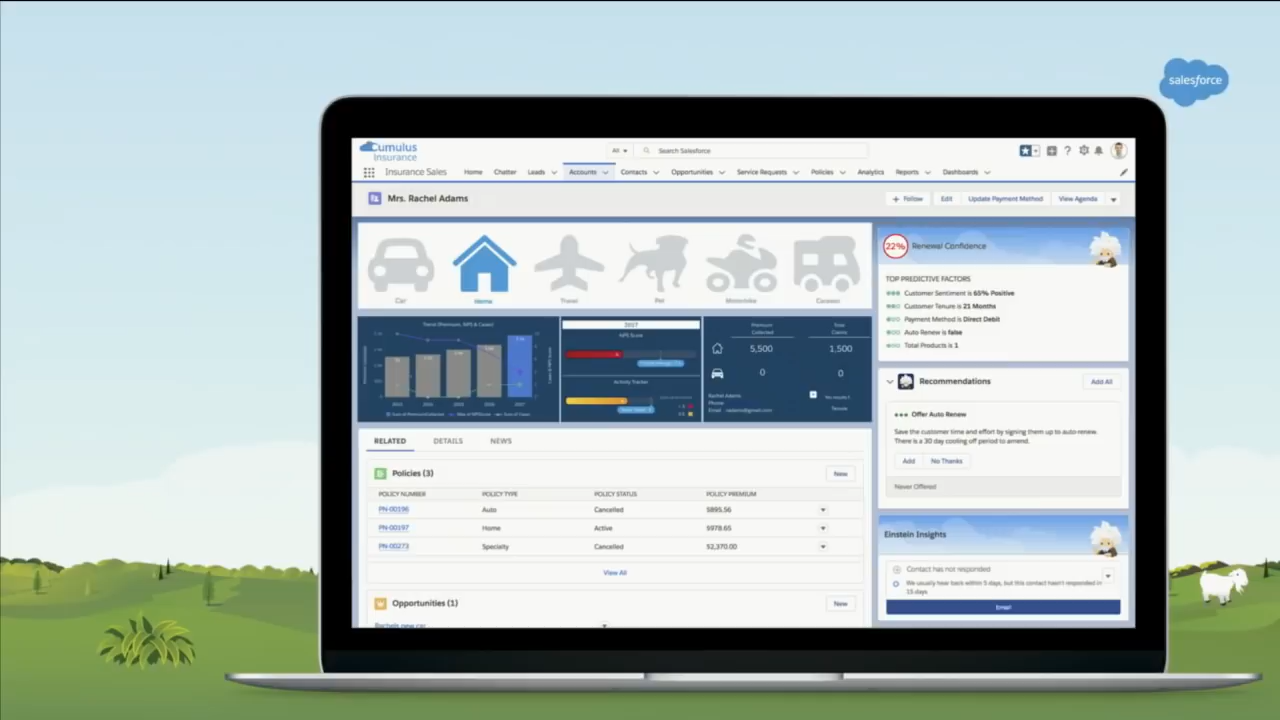 salesforce
Cumulus
Insurance
All
Search Salesforce
Insurance Sales
Home
Chatter
Leads
Accounts
Contacts
Opportunities
Service Requests
Policies
Analytics
Reports
Dashboards
Mrs. Rachel Adams
+ Follow
Edit
Update Payment Method
View Agenda
Car
Home
Travel
Pet
Motorbike
Caravan
22%
Renewal Confidence
TOP PREDICTIVE FACTORS
Customer Sentiment is 65% Positive
Customer Tenure is 21 Months
Payment Method is Direct Debit
Auto Renew is false
Total Products is 1
Trend (Premium, NPS & Cases)
2017
NPS Score
Activity Tracker
Premium
Collected
Total
Claims
5,500
1,500
0
0
Rachel Adams
Phone
Email
Tenure
Recommendations
Add All
Offer Auto Renew
Save the customer time and effort by signing them up to auto-renew.
There is a 30 day cooling off period to amend.
Add
No Thanks
Never Offered
RELATED
DETAILS
NEWS
Policies (3)
New
POLICY NUMBER
POLICY TYPE
POLICY STATUS
POLICY PREMIUM
PN-00196
Auto
Cancelled
$895.56
PN-00197
Home
Active
$978.65
PN-00273
Specialty
Cancelled
$2,370.00
View All
Opportunities (1)
New
Rachels new car
Einstein Insights
Contact has not responded
We usually hear back within 5 days, but this contact hasn't responded in
15 days
Email